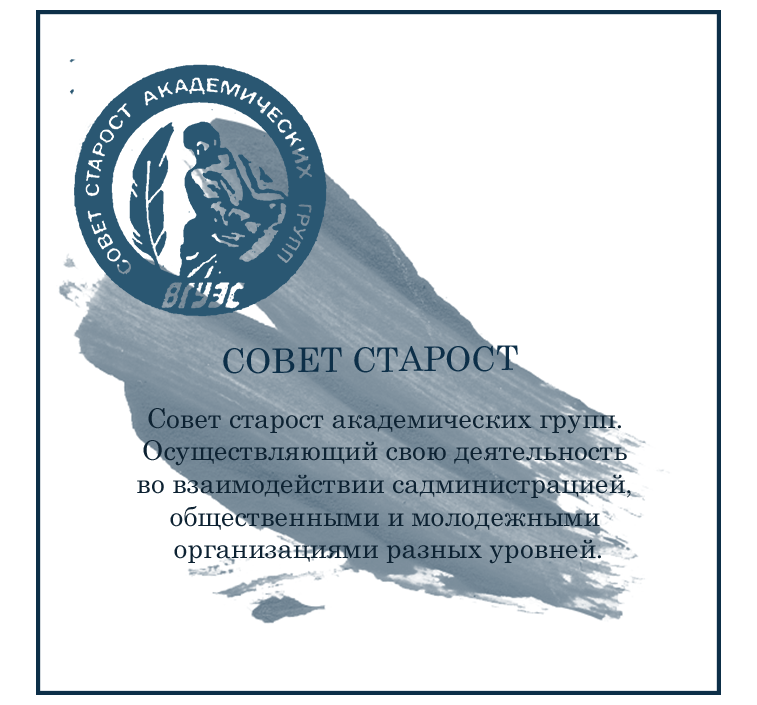 СОВЕТ СТАРОСТ АКАДЕМИЧЕСКИХ ГРУПП
ВГУЭС
СОВЕТ СТАРОСТ
Совет старост академических групп.
Осуществляющий свою деятельность
во взаимодействии садминистрацией,
общественными и молодежными
организациями разных уровней.